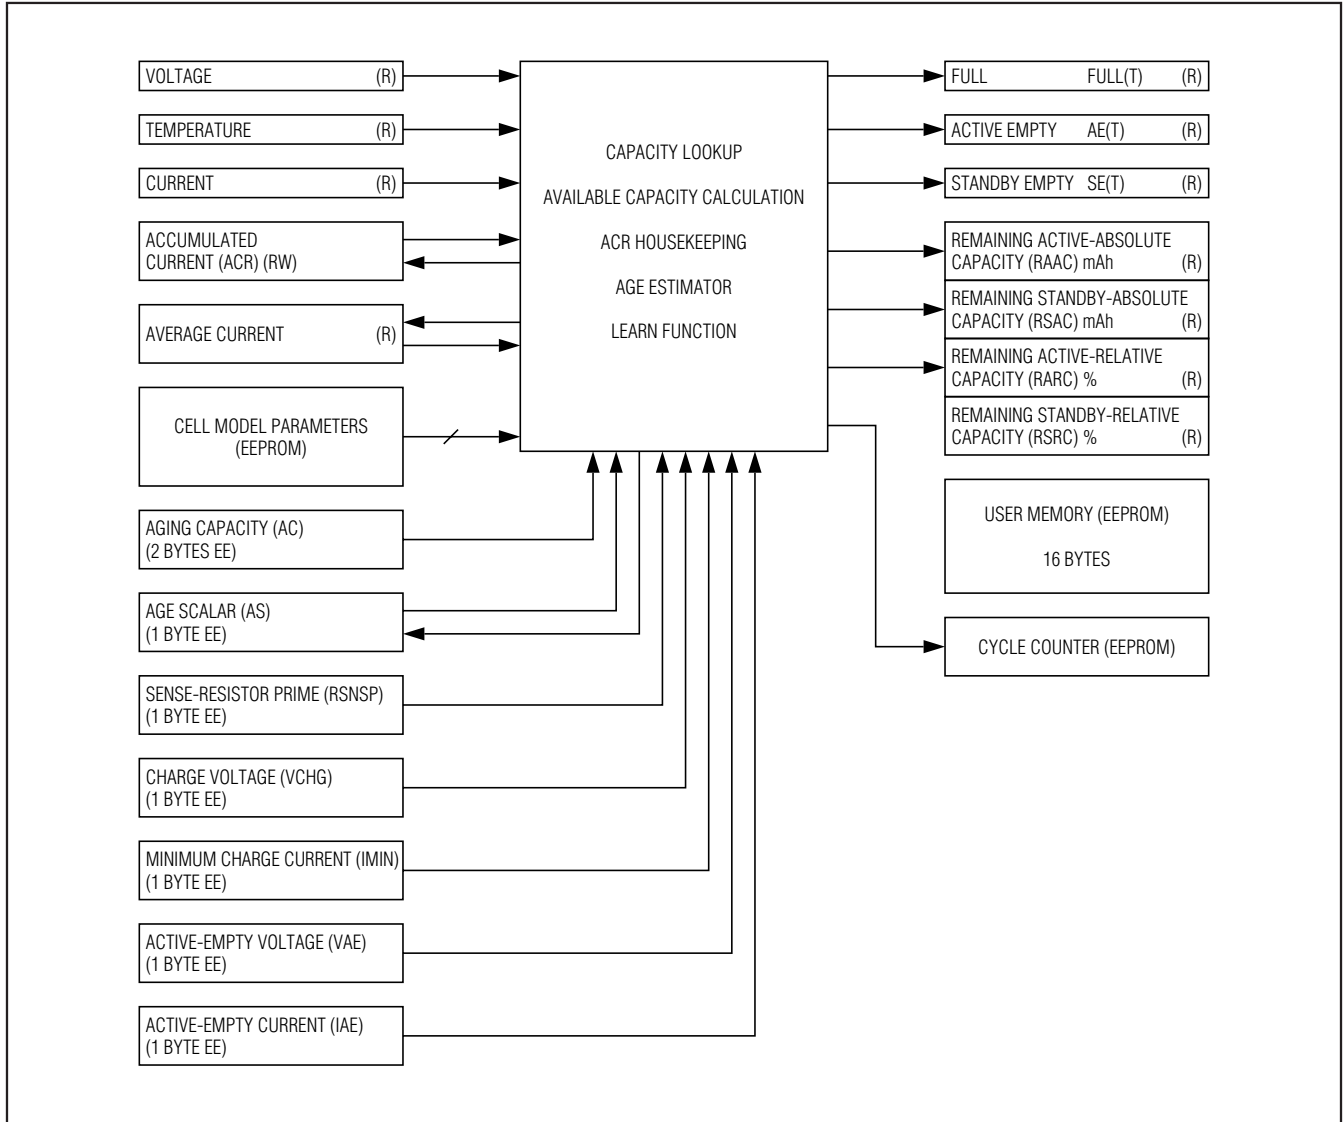 VOLTAGE (R)
TEMPERATURE (R)
CURRENT (R)
ACCUMULATED
CURRENT (ACR) (RW)
AVERAGE CURRENT (R)
CELL MODEL PARAMETERS
(EEPROM)
AGING CAPACITY (AC)
(2 BYTES EE)
AGE SCALAR (AS)
(1 BYTE EE)
SENSE-RESISTOR PRIME (RSNSP)
(1 BYTE EE)
CHARGE VOLTAGE (VCHG)
(1 BYTE EE)
MINIMUM CHARGE CURRENT (IMIN)
(1 BYTE EE)
ACTIVE-EMPTY VOLTAGE (VAE)
(1 BYTE EE)
ACTIVE-EMPTY CURRENT (IAE)
(1 BYTE EE)
CAPACITY LOOKUP
AVAILABLE CAPACITY CALCULATION
ACR HOUSEKEEPING
AGE ESTIMATOR
LEARN FUNCTION
FULL FULL(T) (R)
ACTIVE EMPTY AE(T) (R)
STANDBY EMPTY SE(T) (R)
REMAINING ACTIVE-ABSOLUTE
CAPACITY (RAAC) mAh (R)
REMAINING STANDBY-ABSOLUTE
CAPACITY (RSAC) mAh (R)
REMAINING ACTIVE-RELATIVE
CAPACITY (RARC) % (R)
REMAINING STANDBY-RELATIVE
CAPACITY (RSRC) % (R)
USER MEMORY (EEPROM)
16 BYTES
CYCLE COUNTER (EEPROM)